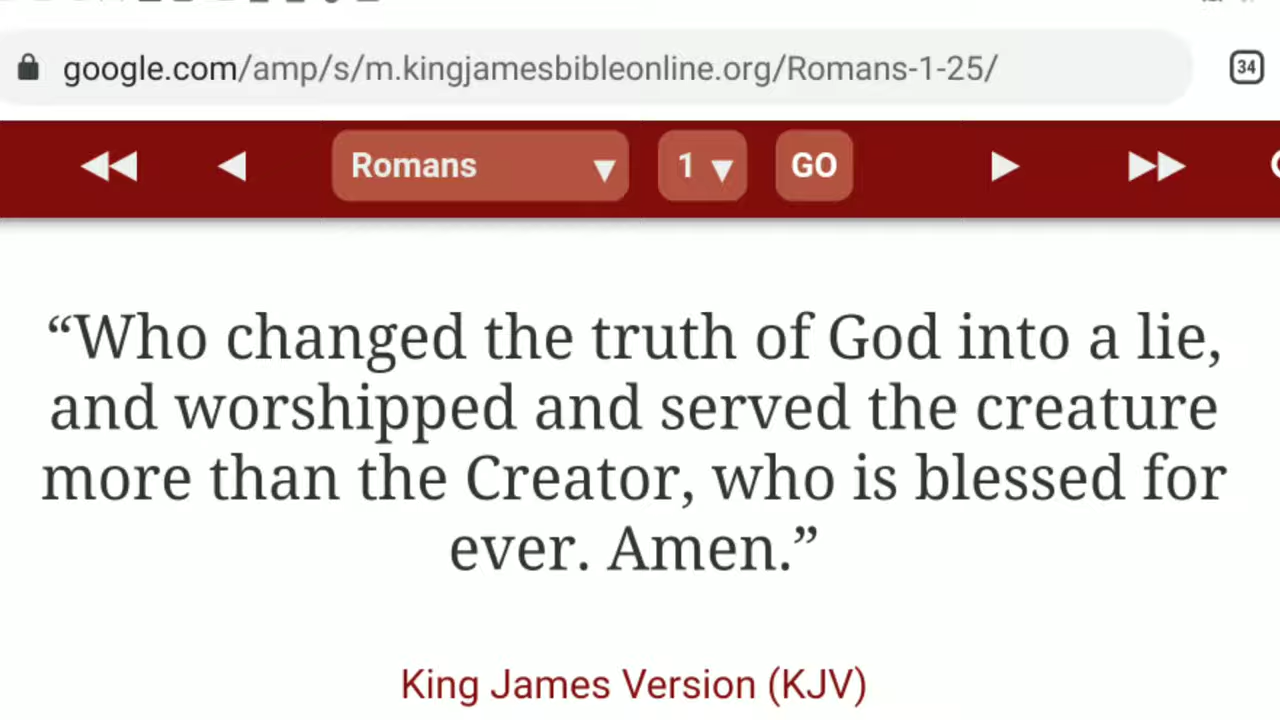 google.com/amp/s/m.kingjamesbibleonline.org/Romans-1-25/ 34
Romans 1 GO
“Who changed the truth of God into a lie,
and worshipped and served the creature
more than the Creator, who is blessed for
ever. Amen.”
King James Version (KJV)